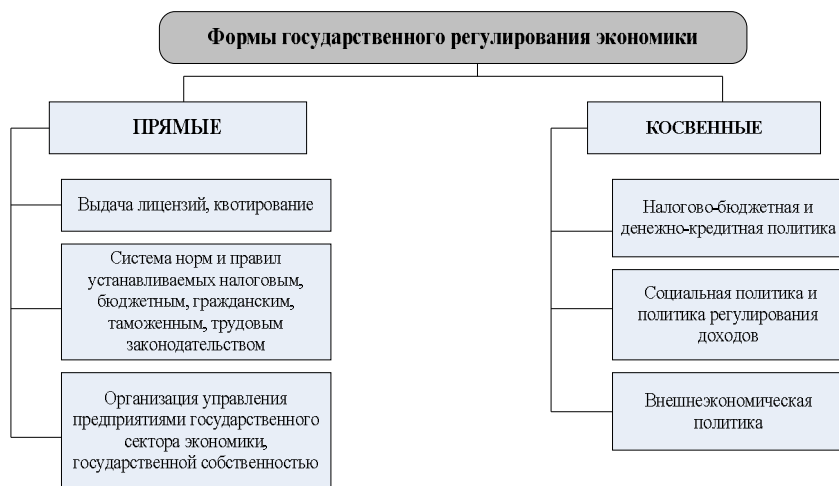 Формы государственного регулирования экономики
ПРЯМЫЕ
Выдача лицензий, квотирование
Система норм и правил
устанавливаемых налоговым,
бюджетным, гражданским,
таможенным, трудовым
законодательством
Организация управления
предприятиями государственного
сектора экономики,
государственной собственностью
КОСВЕННЫЕ
Налогово-бюджетная и
денежно-кредитная политика
Социальная политика и
политика регулирования
доходов
Внешнеэкономическая
политика